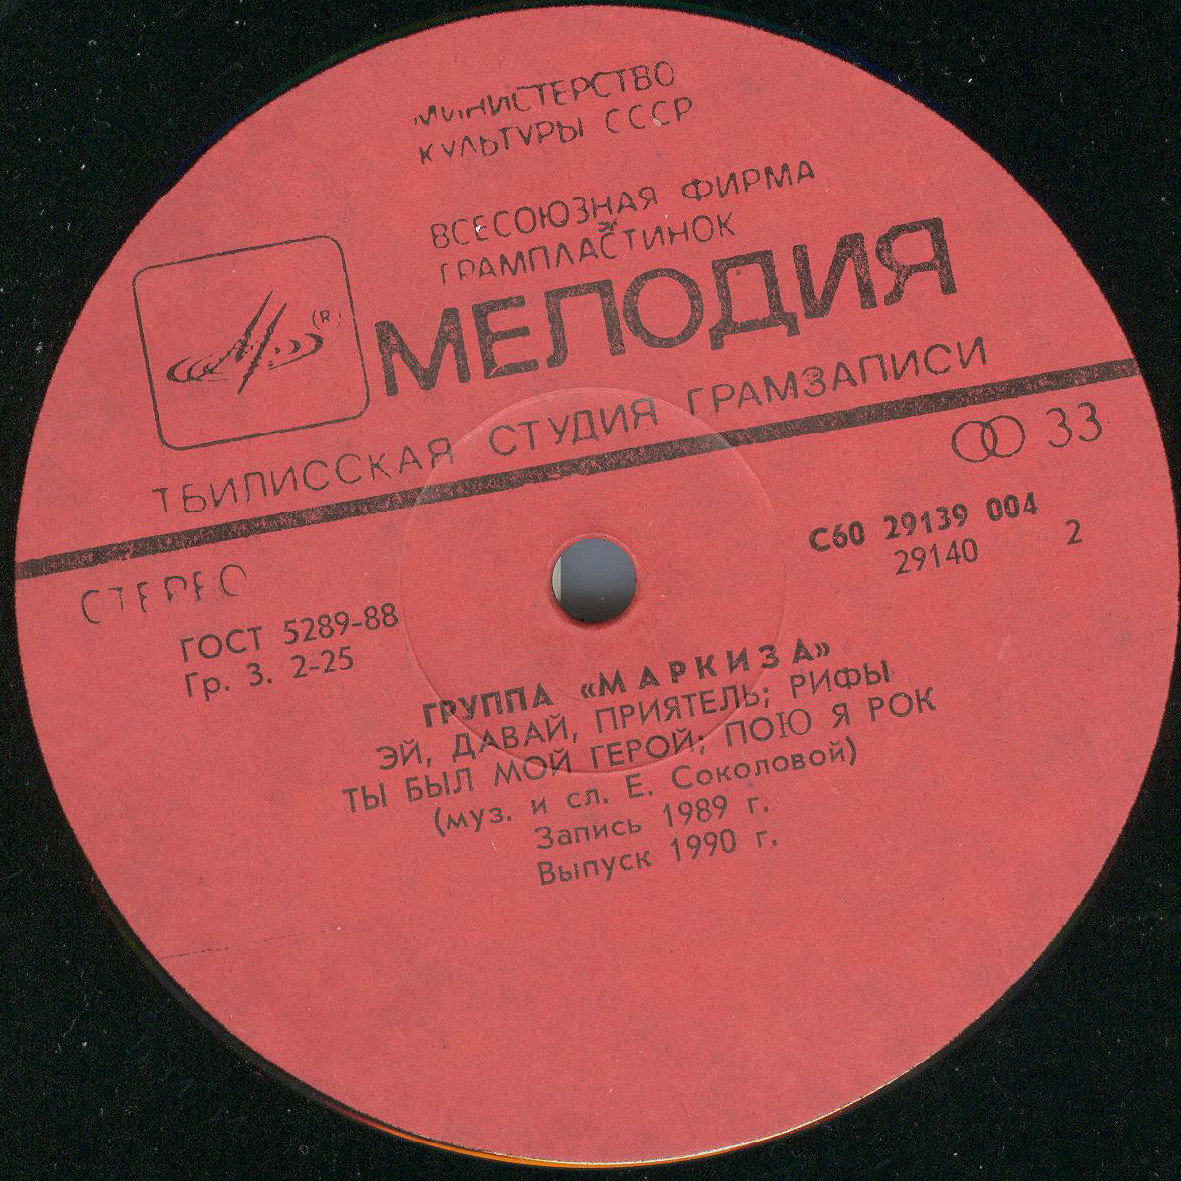 МИНИСТЕРСТВО
КУЛЬТУРЫ СССР
ВСЕСОЮЗНАЯ ФИРМА
ГРАМПЛАСТИНОК
МЕЛОДИЯ
(R)
ТБИЛИССКАЯ СТУДИЯ ГРАМЗАПИСИ
33
СТЕРЕО
ГОСТ 5289-88
Гр. 3. 2-25
С60 29139 004
29140 2
ГРУППА «МАРКИЗА»
ЭЙ, ДАВАЙ, ПРИЯТЕЛЬ; РИФЫ
ТЫ БЫЛ МОЙ ГЕРОЙ; ПОЮ Я РОК
(муз. и сл. Е. Соколовой)
Запись 1989 г.
Выпуск 1990 г.